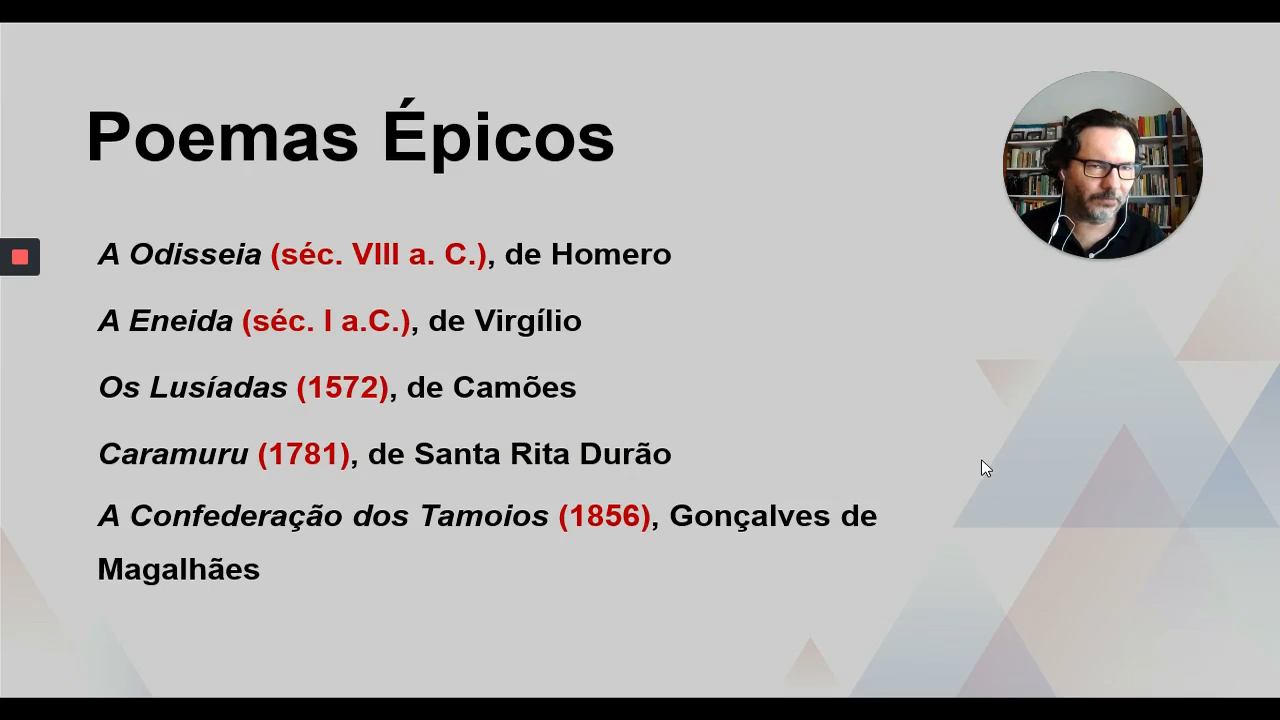 Poemas Épicos
A Odisseia (séc. VIII a. C.), de Homero
A Eneida (séc. I a.C.), de Virgílio
Os Lusíadas (1572), de Camões
Caramuru (1781), de Santa Rita Durão
A Confederação dos Tamoios (1856), Gonçalves de
Magalhães